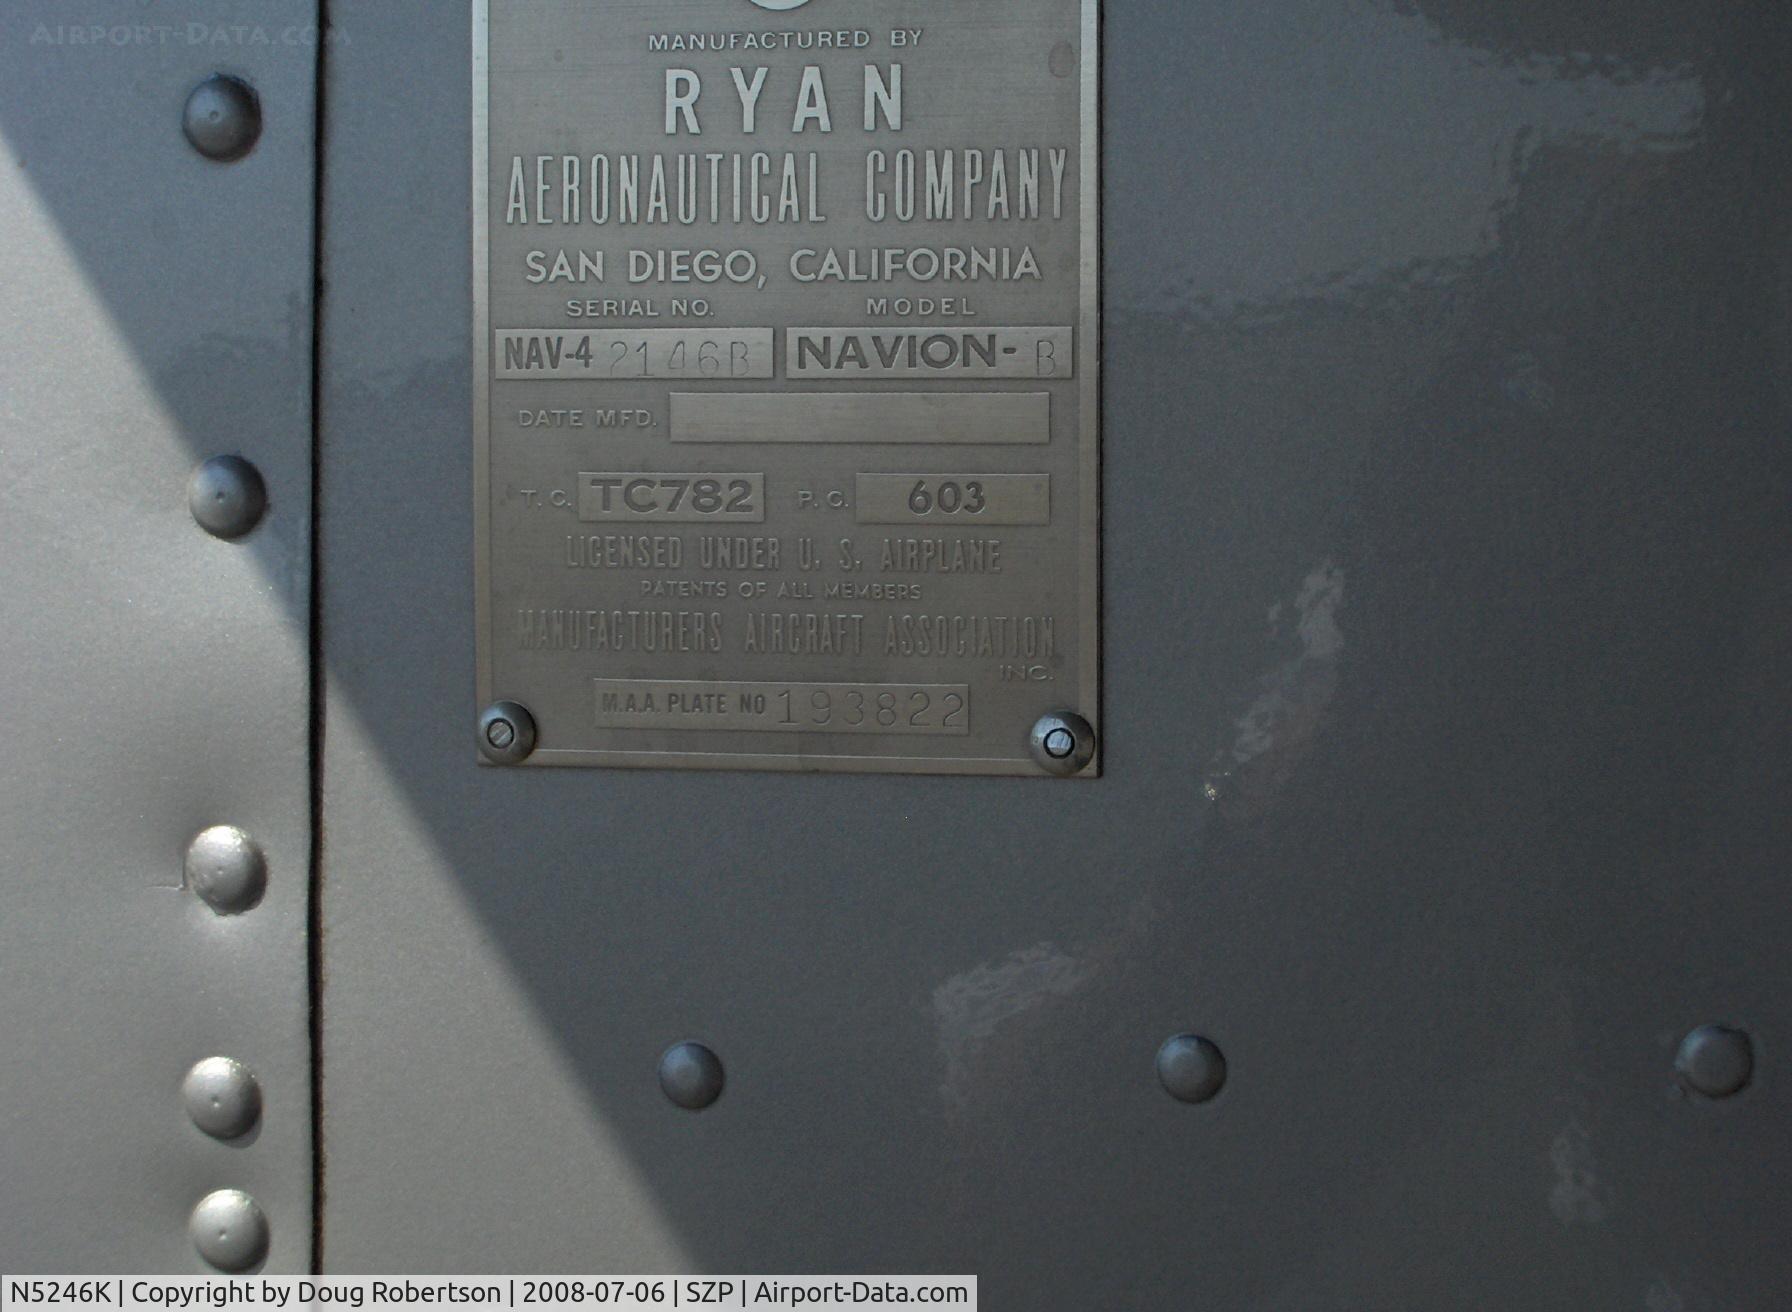 AIRPORT-DATA.COM
MANUFACTURED BY
RYAN
AERONAUTICAL COMPANY
SAN DIEGO, CALIFORNIA
SERIAL NO. MODEL
NAV-4 2146B NAVION- B
DATE MFD.
T. C. TC782 P. C. 603
LICENSED UNDER U. S. AIRPLANE
PATENTS OF ALL MEMBERS
MANUFACTURERS AIRCRAFT ASSOCIATION
INC.
M.A.A. PLATE NO 193822
N5246K | Copyright by Doug Robertson | 2008-07-06 | SZP | Airport-Data.com